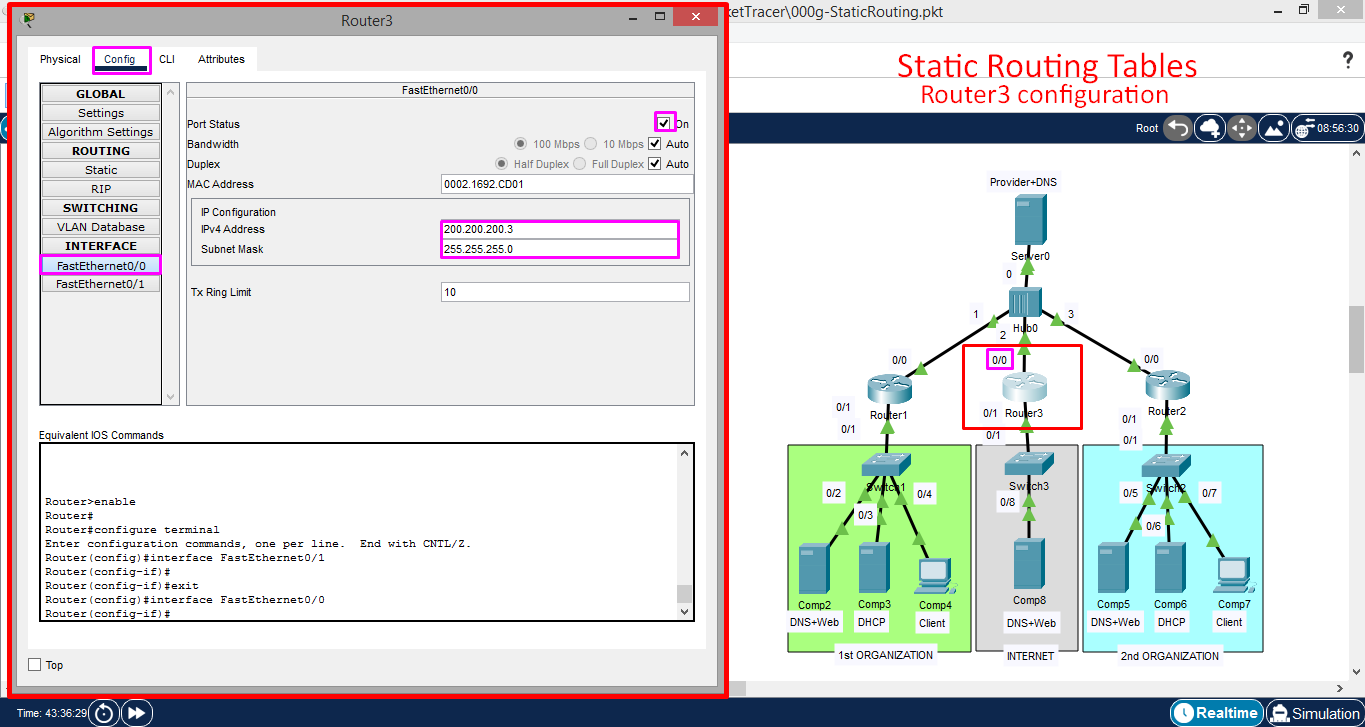 Router3
ketTracer\000g-StaticRouting.pkt
Physical
Config
CLI
Attributes
GLOBAL
Settings
Algorithm Settings
ROUTING
Static
RIP
SWITCHING
VLAN Database
INTERFACE
FastEthernet0/0
FastEthernet0/1
FastEthernet0/0
Port Status
On
Bandwidth
100 Mbps
10 Mbps
Auto
Duplex
Half Duplex
Full Duplex
Auto
MAC Address
0002.1692.CD01
IP Configuration
IPv4 Address
200.200.200.3
Subnet Mask
255.255.255.0
Tx Ring Limit
10
Equivalent IOS Commands
Router>enable
Router#
Router#configure terminal
Enter configuration commands, one per line.  End with CNTL/Z.
Router(config)#interface FastEthernet0/1
Router(config-if)#
Router(config-if)#exit
Router(config)#interface FastEthernet0/0
Router(config-if)#
Top
Static Routing Tables
Router3 configuration
?
Root
08:56:30
Provider+DNS
Server0
0
1
3
Hub0
2
0/0
0/0
0/0
0/1
Router1
0/1
Router3
0/1
Router2
0/1
0/1
0/1
Switch1
Switch3
Switch2
0/2
0/4
0/3
0/8
0/5
0/7
0/6
Comp2
Comp3
Comp4
Comp8
Comp5
Comp6
Comp7
DNS+Web
DHCP
Client
DNS+Web
DNS+Web
DHCP
Client
1st ORGANIZATION
INTERNET
2nd ORGANIZATION
Time: 43:36:29
Realtime
Simulation